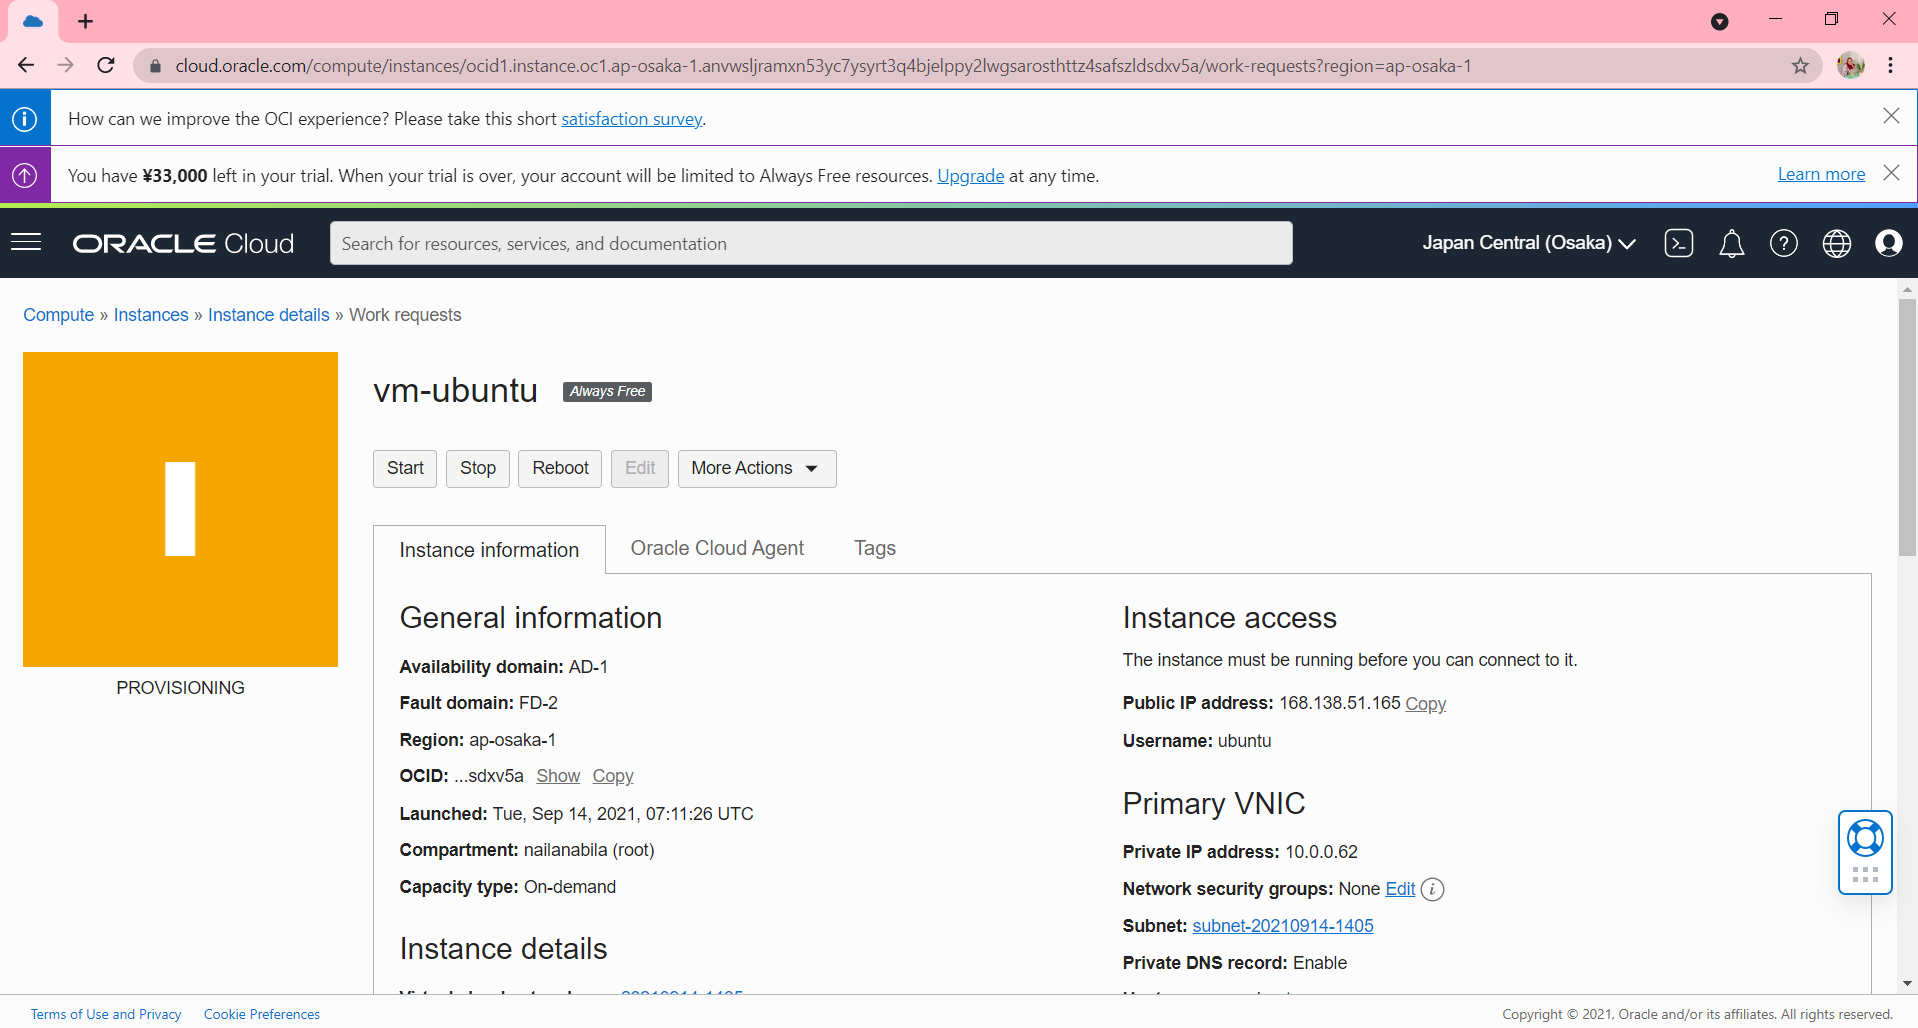 cloud.oracle.com/compute/instances/ocid1.instance.oc1.ap-osaka-1.anvwsljramxn53yc7ysyrt3q4bjelppy2lwgsarosthttz4safszldsdxv5a/work-requests?region=ap-osaka-1
How can we improve the OCI experience? Please take this short satisfaction survey.
You have ¥33,000 left in your trial. When your trial is over, your account will be limited to Always Free resources. Upgrade at any time. Learn more
ORACLE Cloud Search for resources, services, and documentation Japan Central (Osaka)
Compute » Instances » Instance details » Work requests
PROVISIONING
vm-ubuntu Always Free
Start Stop Reboot Edit More Actions
Instance information Oracle Cloud Agent Tags
General information
Availability domain: AD-1
Fault domain: FD-2
Region: ap-osaka-1
OCID: ...sdxv5a Show Copy
Launched: Tue, Sep 14, 2021, 07:11:26 UTC
Compartment: nailanabila (root)
Capacity type: On-demand
Instance details
Instance access
The instance must be running before you can connect to it.
Public IP address: 168.138.51.165 Copy
Username: ubuntu
Primary VNIC
Private IP address: 10.0.0.62
Network security groups: None Edit
Subnet: subnet-20210914-1405
Private DNS record: Enable
Terms of Use and Privacy Cookie Preferences
Copyright © 2021, Oracle and/or its affiliates. All rights reserved.